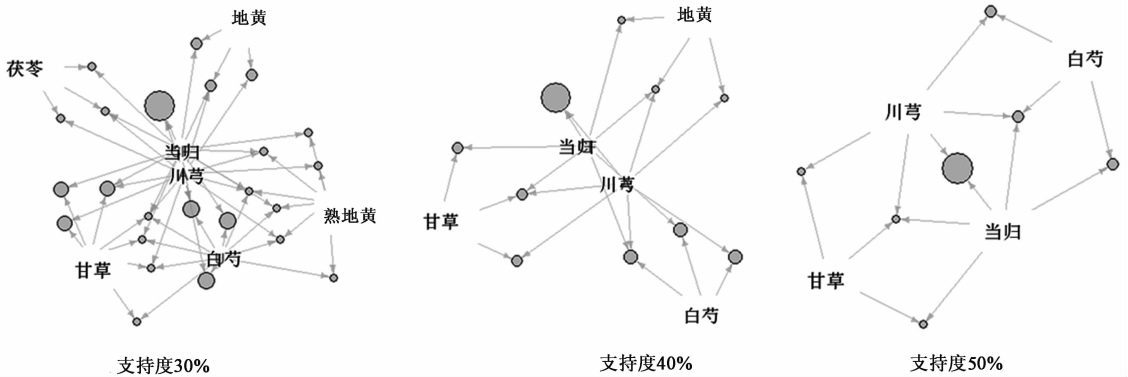 地黄
茯苓
当归
川芎
熟地黄
白芍
甘草
支持度30%
地黄
当归
川芎
甘草
白芍
支持度40%
白芍
川芎
当归
甘草
支持度50%